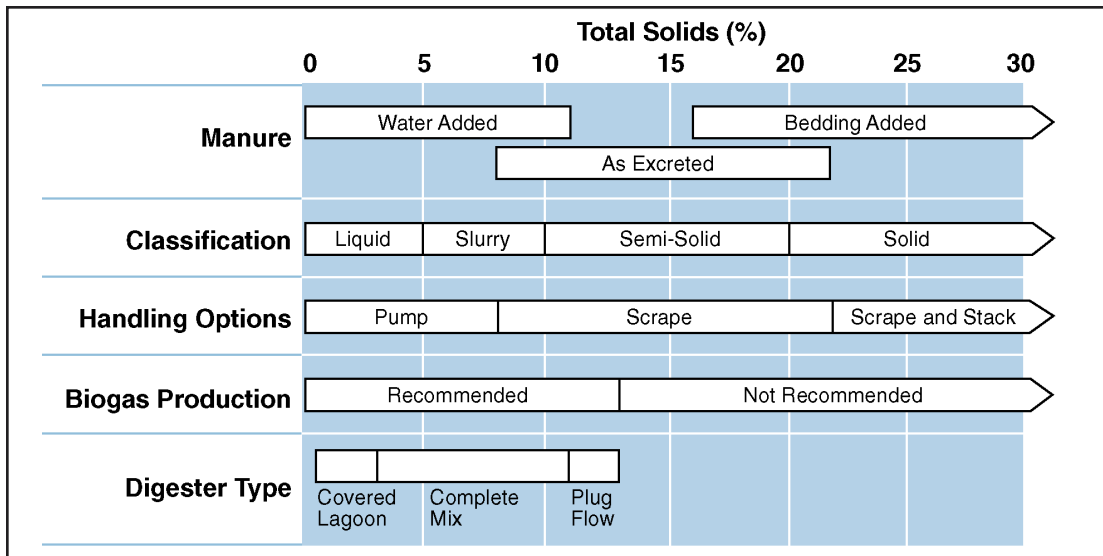 Total Solids (%)
0 5 10 15 20 25 30
Manure
Water Added
Bedding Added
As Excreted
Classification
Liquid
Slurry
Semi-Solid
Solid
Handling Options
Pump
Scrape
Scrape and Stack
Biogas Production
Recommended
Not Recommended
Digester Type
Covered
Lagoon
Complete
Mix
Plug
Flow